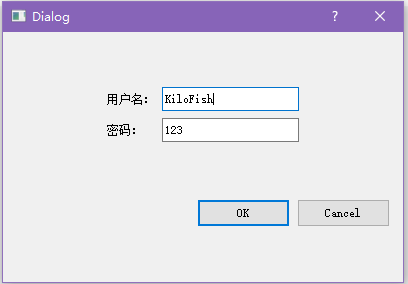 Dialog
用户名： KiloFish
密码： 123
OK Cancel